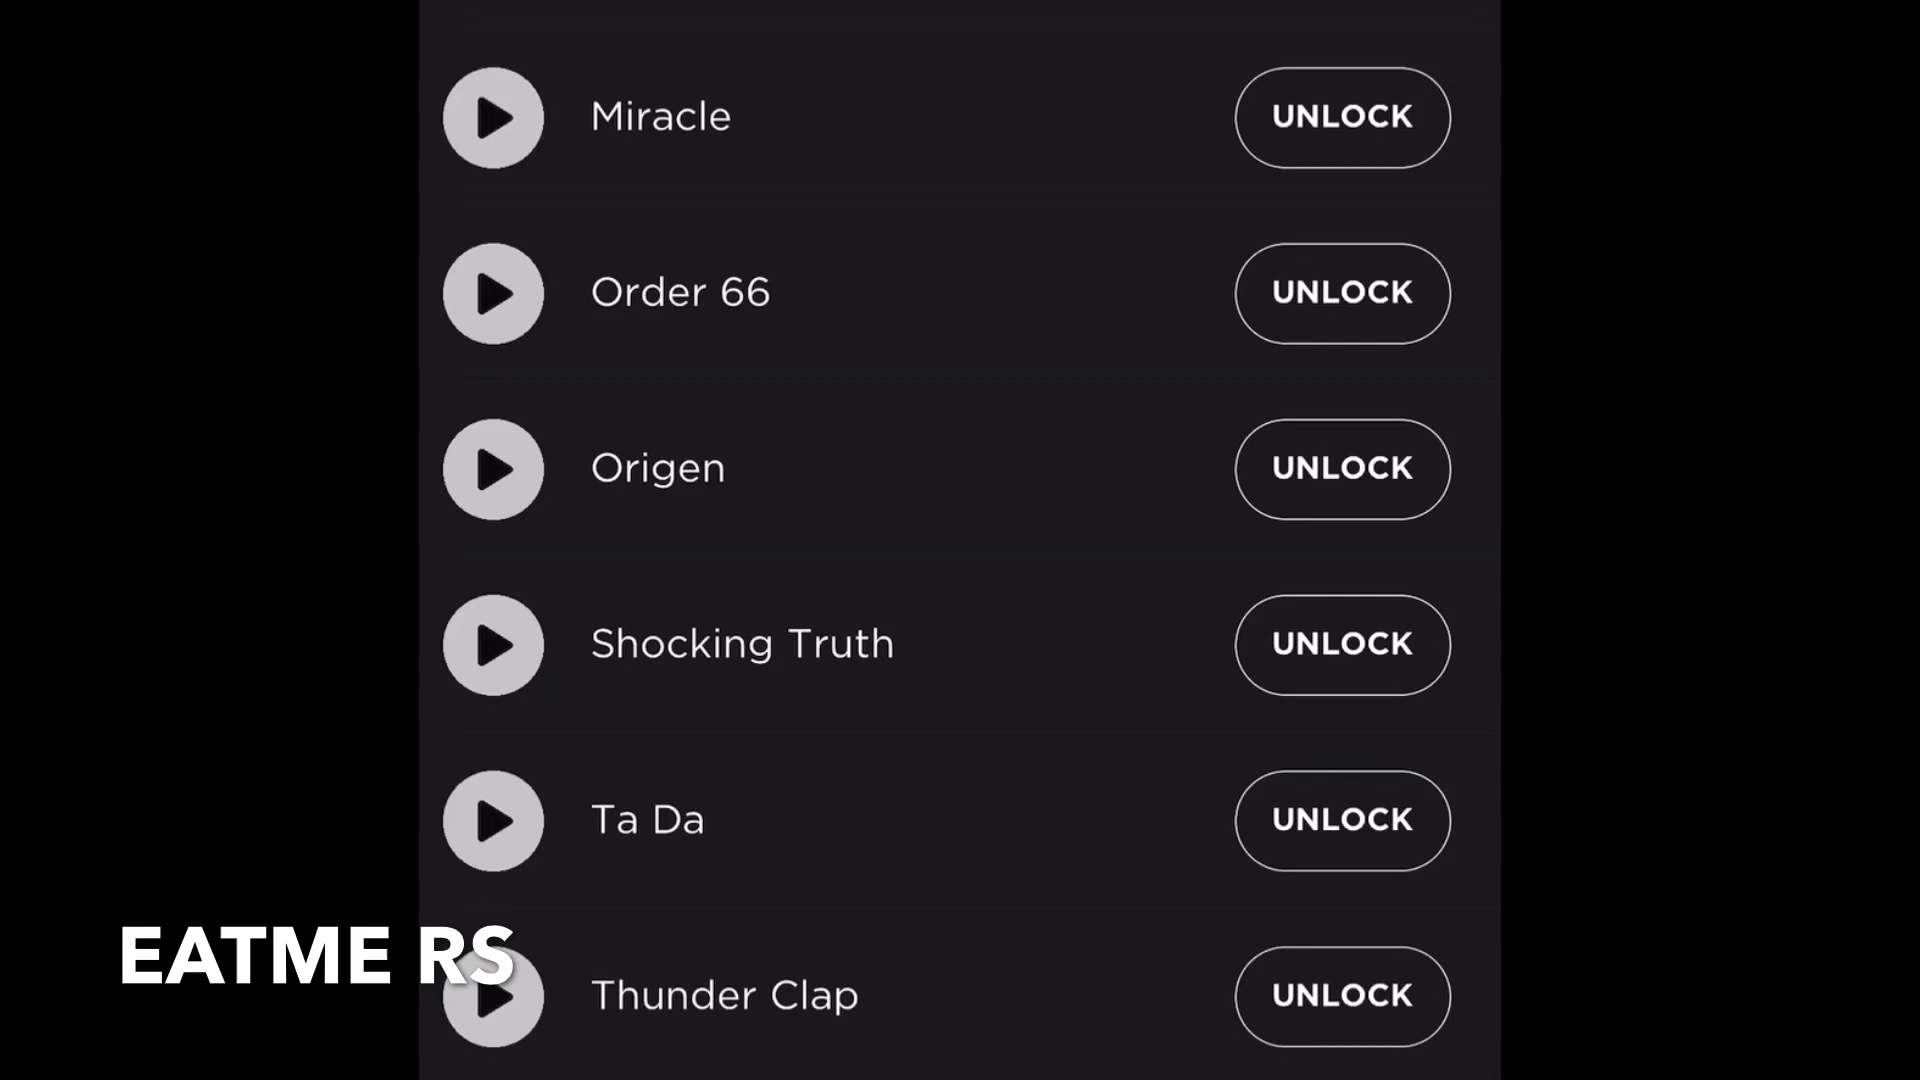 Miracle UNLOCK
Order 66 UNLOCK
Origen UNLOCK
Shocking Truth UNLOCK
Ta Da UNLOCK
EATME RS
Thunder Clap UNLOCK